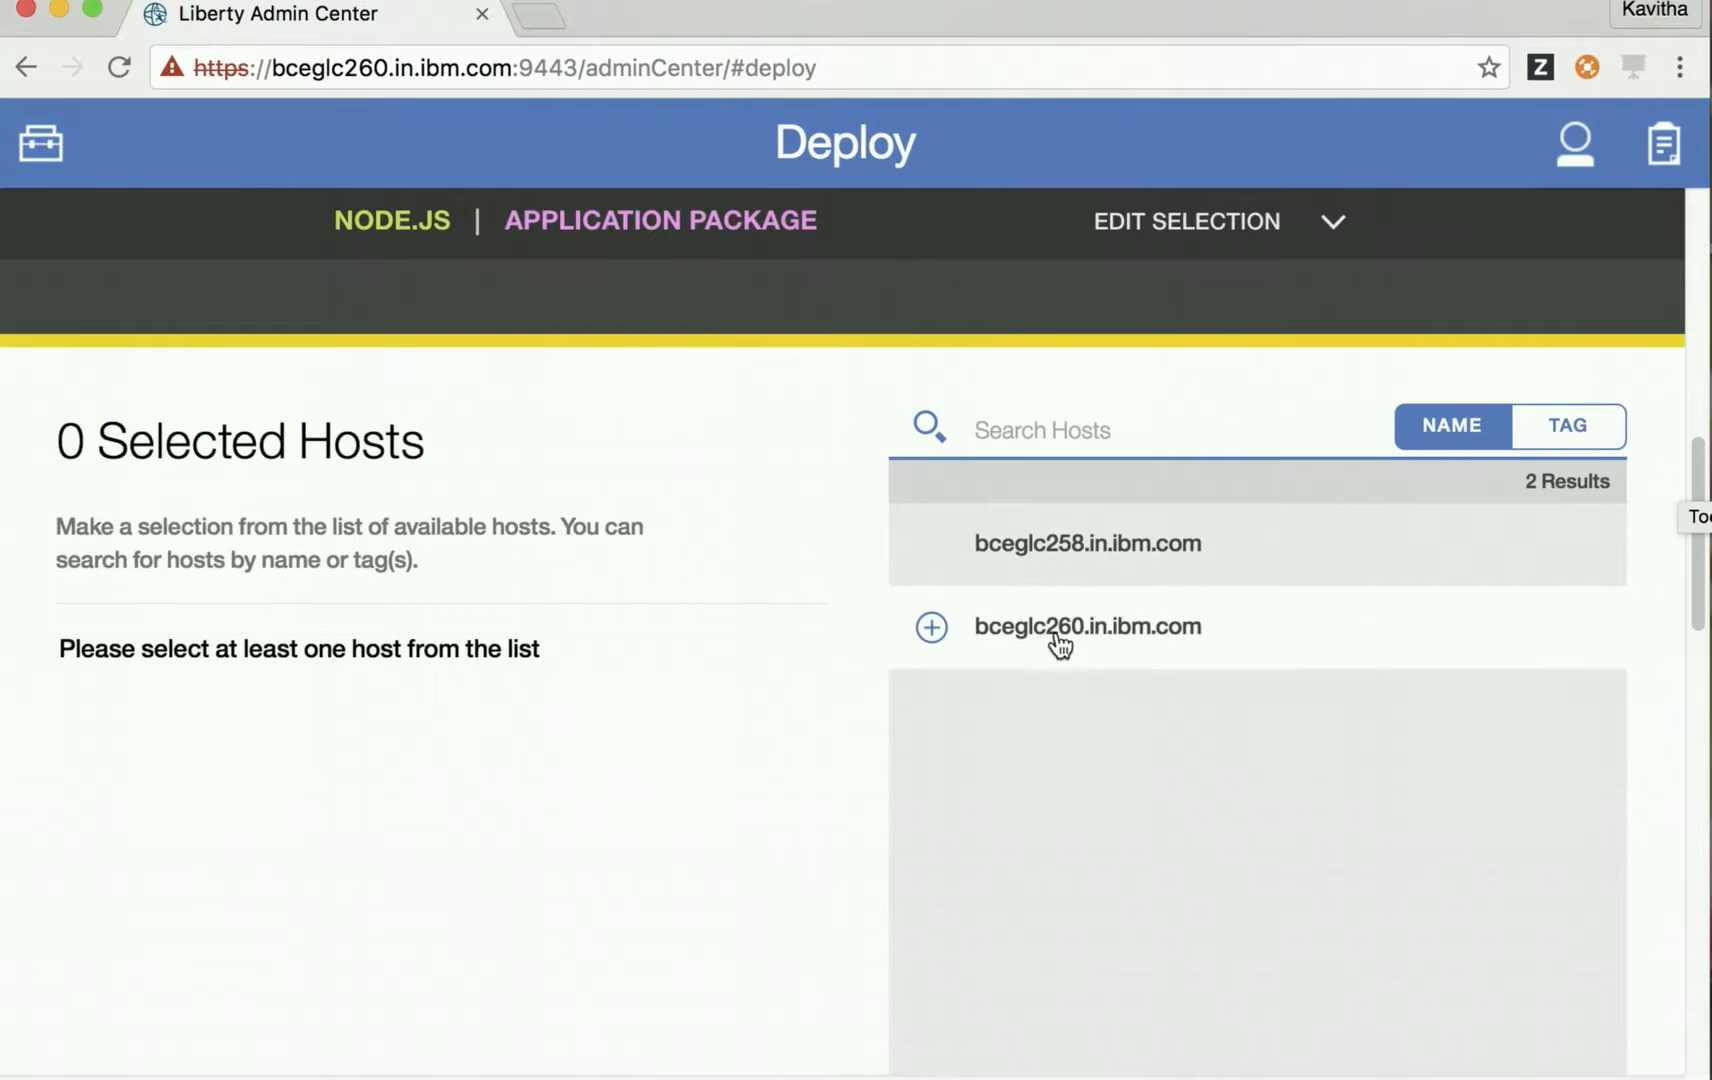 Liberty Admin Center
Kavitha
https://bceglc260.in.ibm.com:9443/adminCenter/#deploy
Z
Deploy
NODE.JS | APPLICATION PACKAGE
EDIT SELECTION
0 Selected Hosts
Search Hosts
NAME
TAG
2 Results
Make a selection from the list of available hosts. You can
search for hosts by name or tag(s).
bceglc258.in.ibm.com
bceglc260.in.ibm.com
Please select at least one host from the list